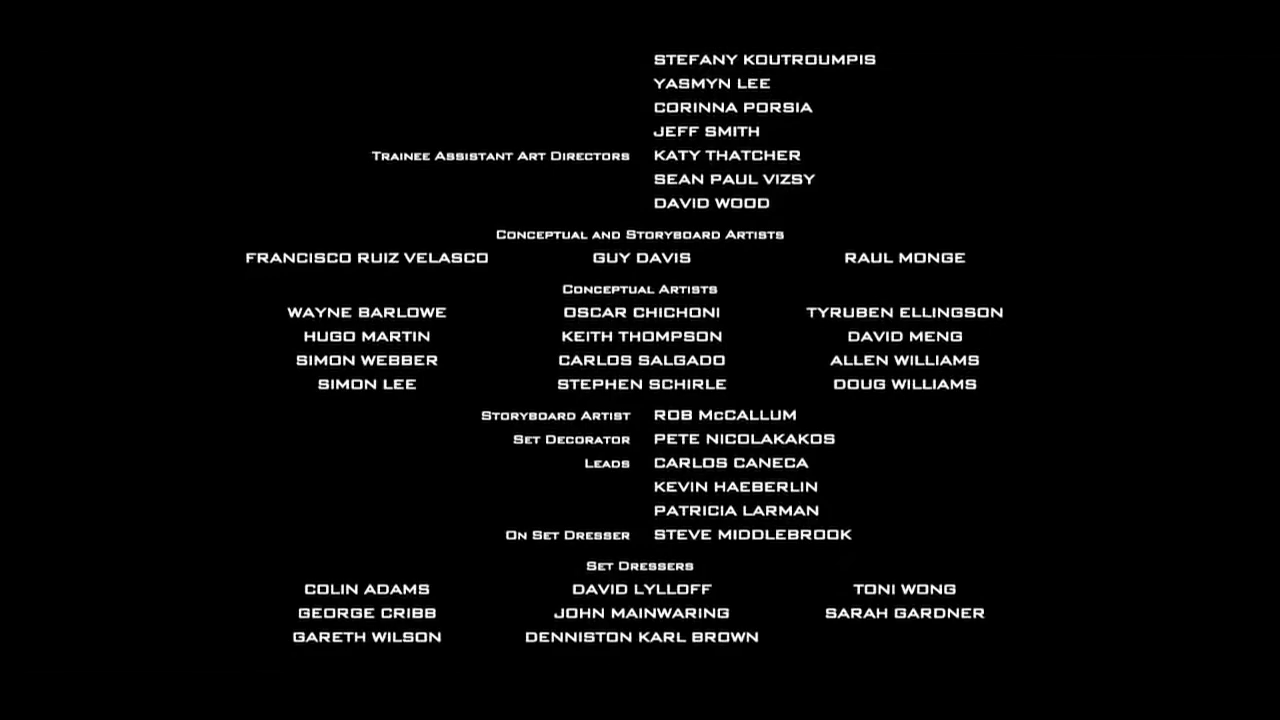 STEFANY KOUTROUMPIS
YASMYN LEE
CORINNA PORSIA
JEFF SMITH
TRAINEE ASSISTANT ART DIRECTORS KATY THATCHER
SEAN PAUL VIZSY
DAVID WOOD
CONCEPTUAL AND STORYBOARD ARTISTS
FRANCISCO RUIZ VELASCO GUY DAVIS RAUL MONGE
CONCEPTUAL ARTISTS
WAYNE BARLOWE OSCAR CHICHONI TYRUBEN ELLINGSON
HUGO MARTIN KEITH THOMPSON DAVID MENG
SIMON WEBBER CARLOS SALGADO ALLEN WILLIAMS
SIMON LEE STEPHEN SCHIRLE DOUG WILLIAMS
STORYBOARD ARTIST ROB McCALLUM
SET DECORATOR PETE NICOLAKAKOS
LEADS CARLOS CANECA
KEVIN HAEBERLIN
PATRICIA LARMAN
ON SET DRESSER STEVE MIDDLEBROOK
SET DRESSERS
COLIN ADAMS DAVID LYLLOFF TONI WONG
GEORGE CRIBB JOHN MAINWARING SARAH GARDNER
GARETH WILSON DENNISTON KARL BROWN